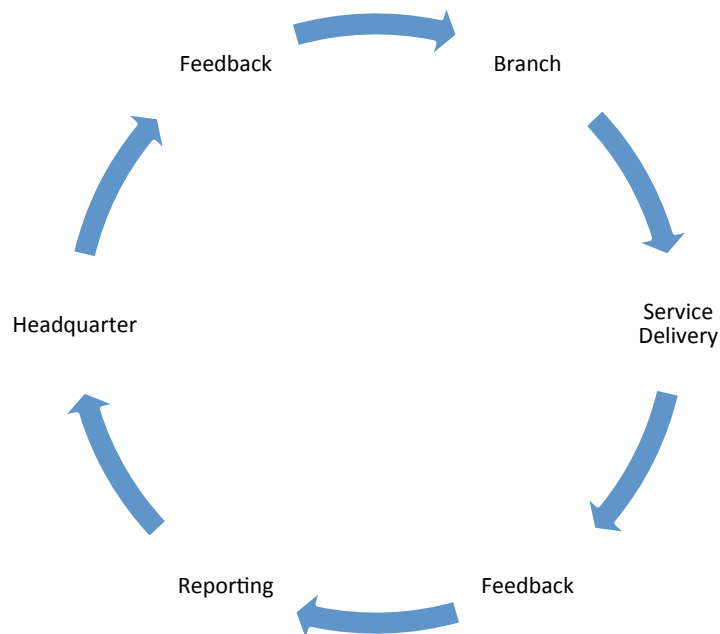 Feedback
Branch
Headquarter
Service
Delivery
Reporting
Feedback